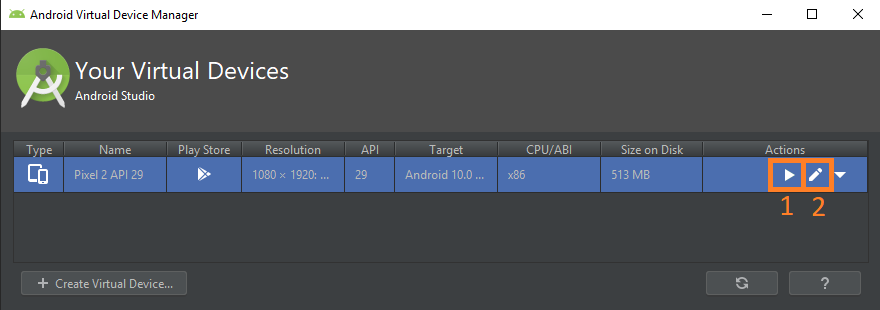 Android Virtual Device Manager
Your Virtual Devices
Android Studio
Type Name Play Store Resolution API Target CPU/ABI Size on Disk Actions
Pixel 2 API 29 1080 × 1920: ... 29 Android 10.0 ... x86 513 MB
1 2
+ Create Virtual Device... ?